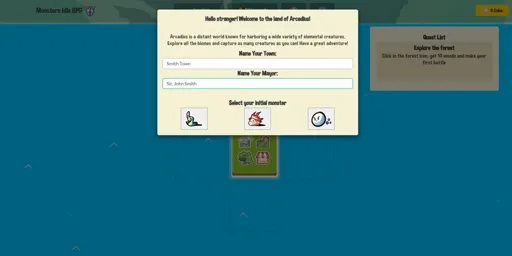 Monsters Idle RPG
Hello stranger! Welcome to the land of Arcadius!
Arcadius is a distant world known for harboring a wide variety of elemental creatures.
Explore all the biomes and capture as many creatures as you can! Have a great adventure!
Name Your Town:
Smith Town
Name Your Mayor:
Sir. John Smith
Select your initial monster
Quest List
Explore the forest
Click in the forest biome, get 10 woods and make your
first battle